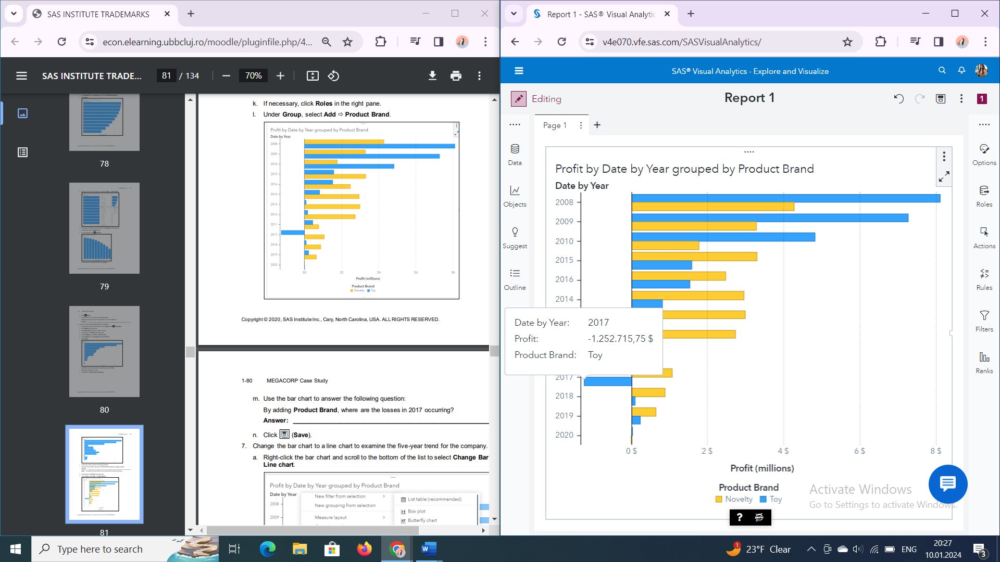 SAS INSTITUTE TRADEMARKS
Report 1 - SAS® Visual Analytic
econ.elearning.ubbcluj.ro/moodle/pluginfile.php/4...
v4e070.vfe.sas.com/SASVisualAnalytics/
SAS INSTITUTE TRADE...
81 / 134
70%
78
79
80
81
k. If necessary, click Roles in the right pane.
l. Under Group, select Add ⇨ Product Brand.
Profit by Date by Year grouped by Product Brand
Date by Year
2008
2009
2010
2015
2016
2014
2013
2012
2011
2017
2018
2019
2020
$0 $2 $4 $6 $8
Profit (millions)
Product Brand
Novelty Toy
Copyright © 2020, SAS Institute Inc., Cary, North Carolina, USA. ALL RIGHTS RESERVED.
1-80 MEGACORP Case Study
m. Use the bar chart to answer the following question:
By adding Product Brand, where are the losses in 2017 occurring?
Answer:
n. Click (Save).
7. Change the bar chart to a line chart to examine the five-year trend for the company.
a. Right-click the bar chart and scroll to the bottom of the list to select Change Bar
Line chart.
Profit by Date by Year grouped by Product Brand
Date by Year
2008
2009
New filter from selection
New grouping from selection
Measure layout
List table (recommended)
Box plot
Butterfly chart
SAS® Visual Analytics - Explore and Visualize
Editing
Report 1
1
Page 1
Data
Objects
Suggest
Outline
Options
Roles
Actions
Rules
Filters
Ranks
Profit by Date by Year grouped by Product Brand
Date by Year
2008
2009
2010
2015
2016
2014
Date by Year: 2017
Profit: -1.252.715,75 $
Product Brand: Toy
2017
2018
2019
2020
0 $ 2 $ 4 $ 6 $ 8 $
Profit (millions)
Product Brand
Novelty Toy
Activate Windows
Go to Settings to activate Windows.
?
Type here to search
1
23°F Clear
ENG
20:27
10.01.2024
3